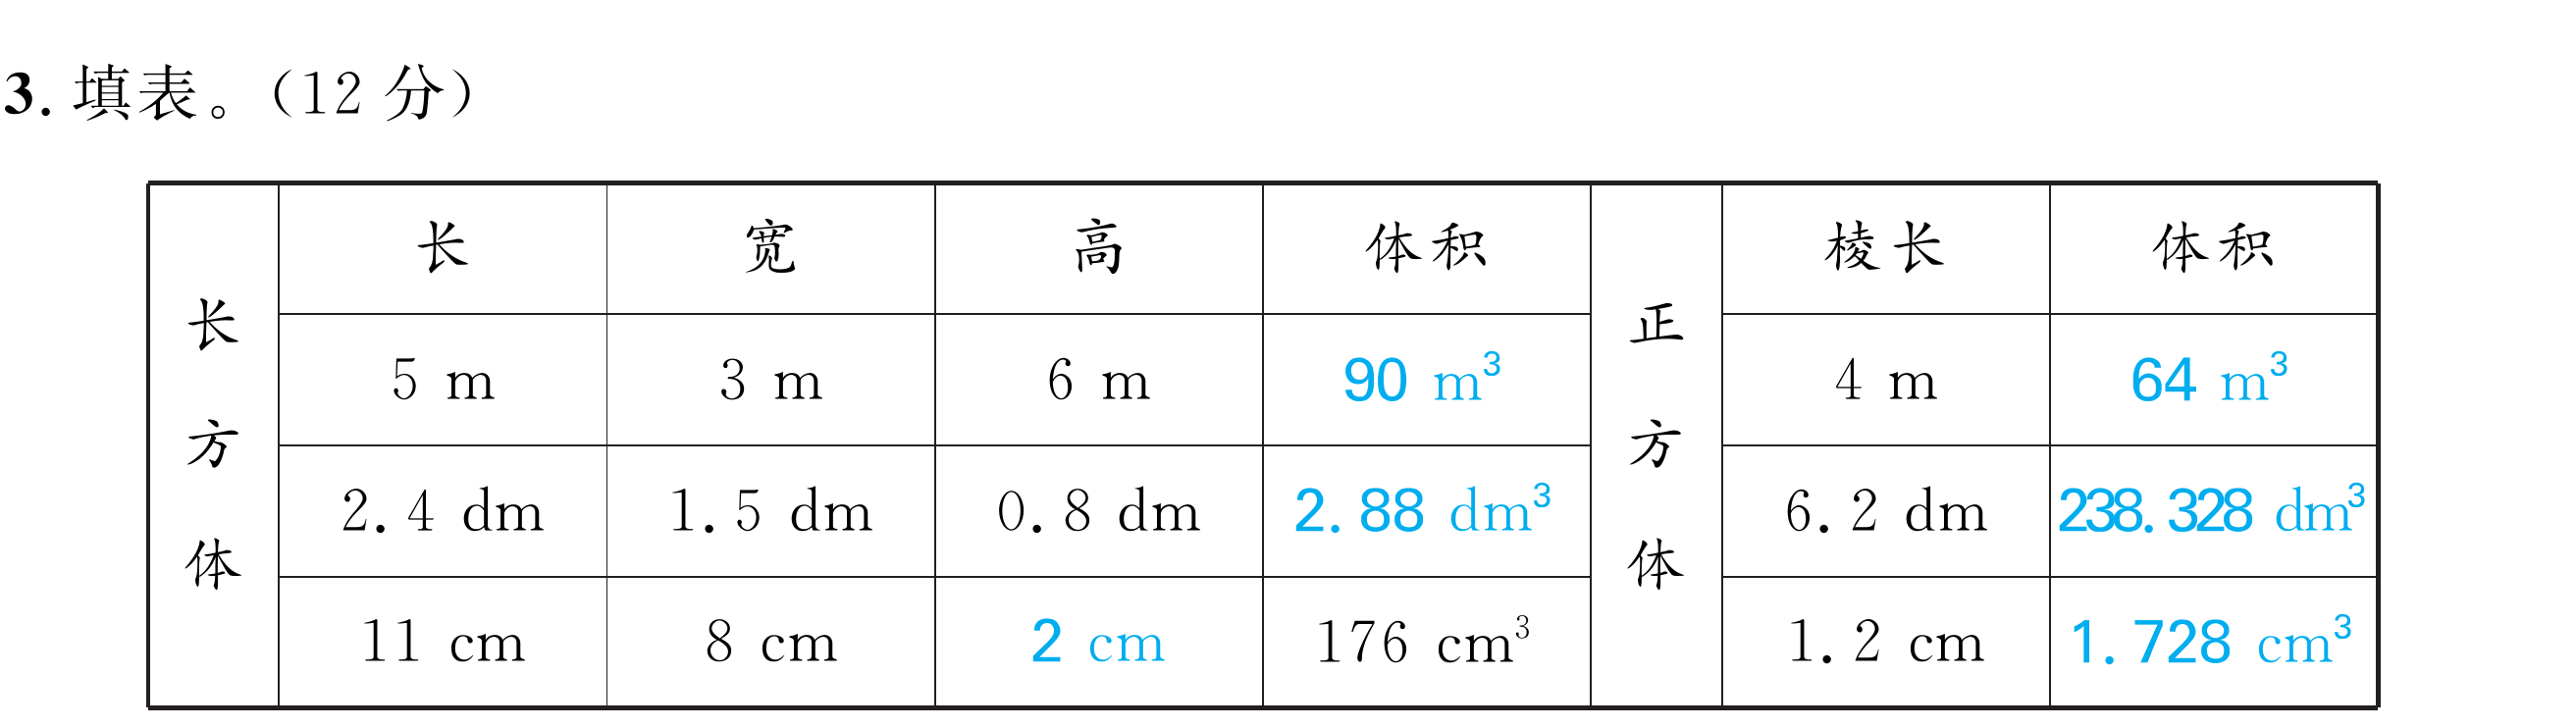 3. 填表。(12 分)
长方体 长 宽 高 体积 正方体 棱长 体积
5 m 3 m 6 m 90 m³ 4 m 64 m³
2.4 dm 1.5 dm 0.8 dm 2.88 dm³ 6.2 dm 238.328 dm³
11 cm 8 cm 2 cm 176 cm³ 1.2 cm 1.728 cm³